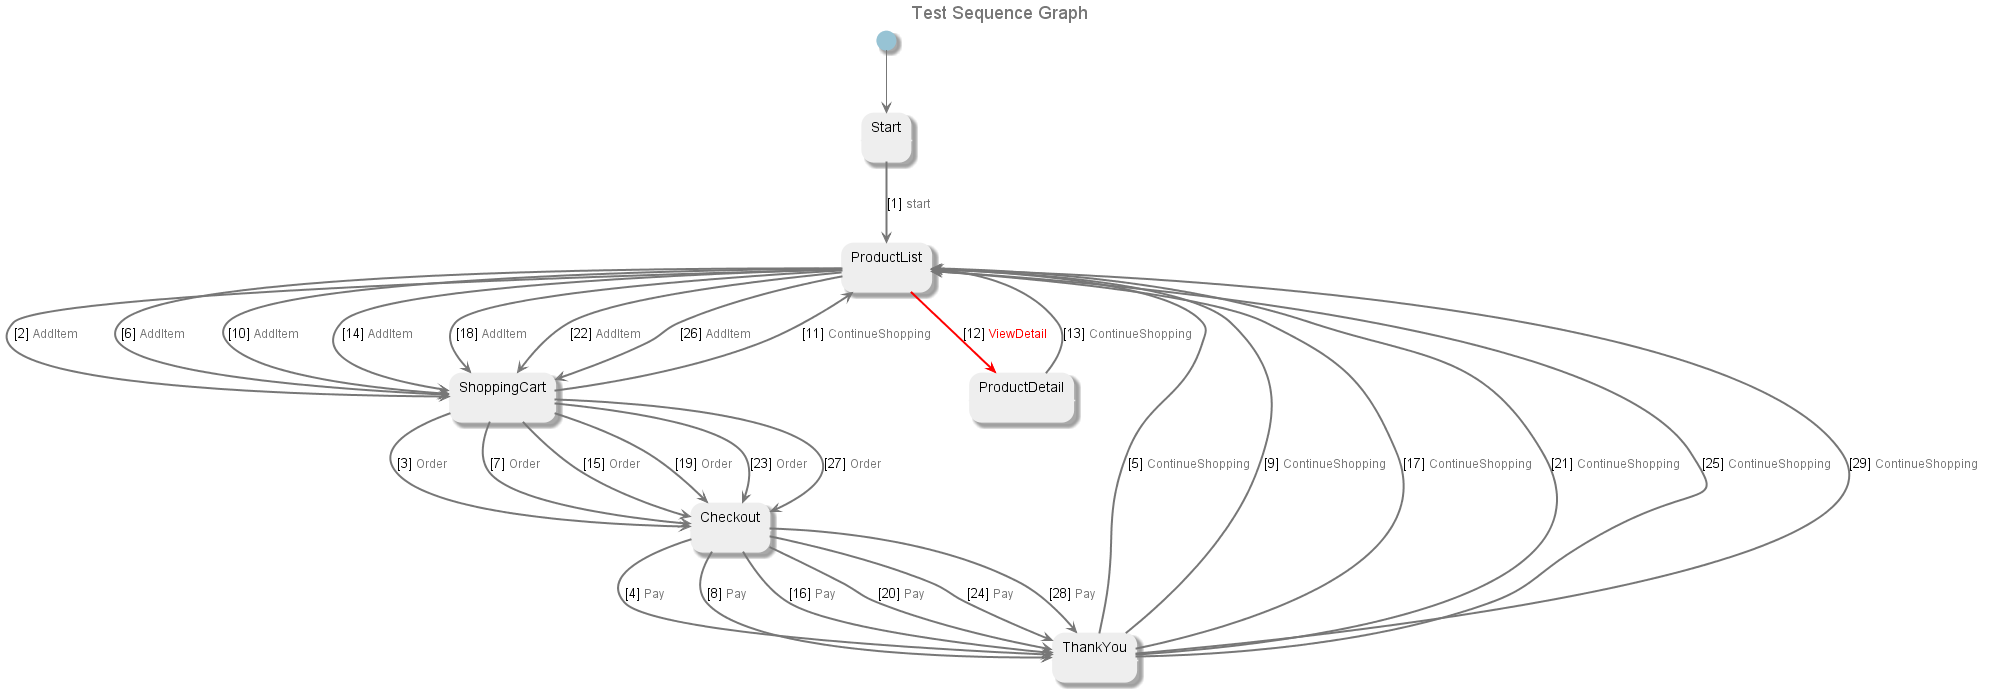 Test Sequence Graph
Start
[1] start
ProductList
[2] AddItem
[6] AddItem
[10] AddItem
[14] AddItem
[18] AddItem
[22] AddItem
[26] AddItem
[11] ContinueShopping
[12] ViewDetail
[13] ContinueShopping
ShoppingCart
ProductDetail
[3] Order
[7] Order
[15] Order
[19] Order
[23] Order
[27] Order
[5] ContinueShopping
[9] ContinueShopping
[17] ContinueShopping
[21] ContinueShopping
[25] ContinueShopping
[29] ContinueShopping
Checkout
[4] Pay
[8] Pay
[16] Pay
[20] Pay
[24] Pay
[28] Pay
ThankYou